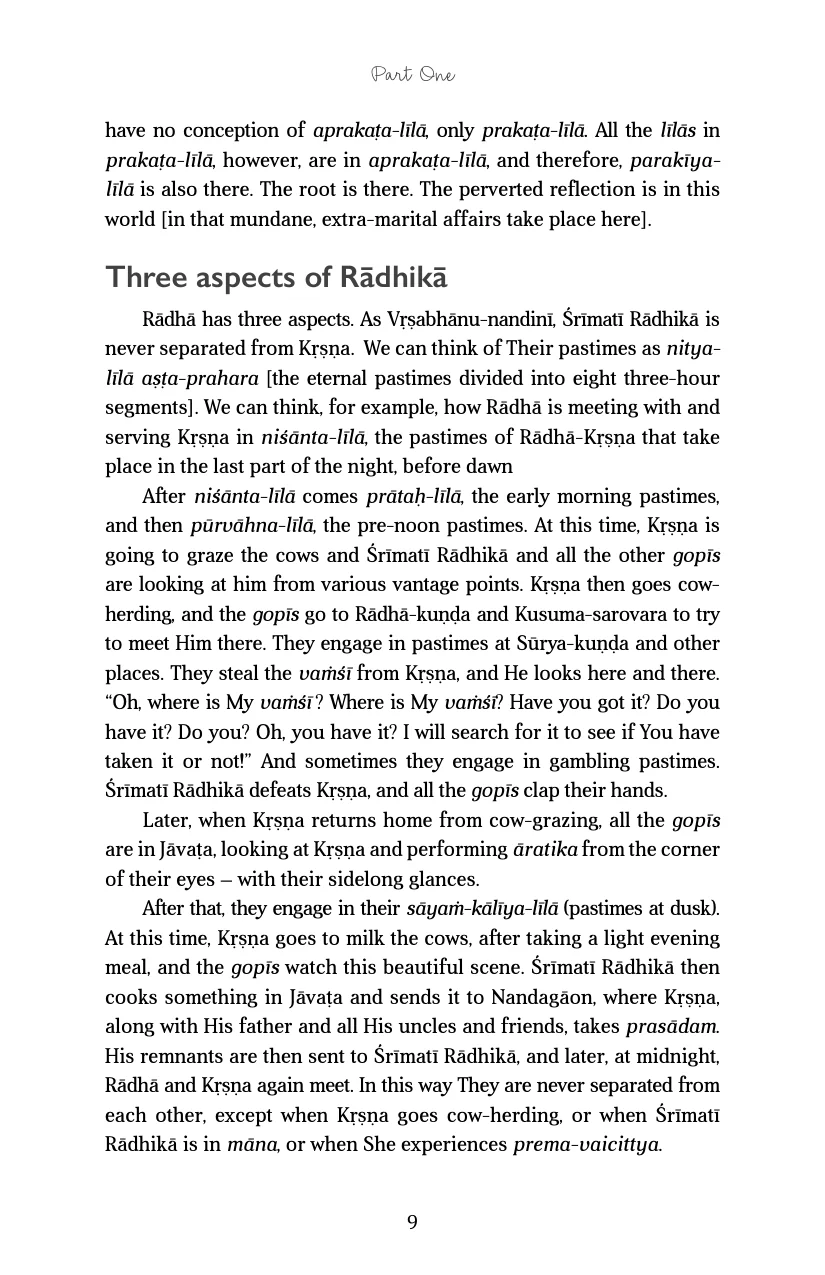 Part One
have no conception of aprakaṭa-līlā, only prakaṭa-līlā. All the līlās in
prakaṭa-līlā, however, are in aprakaṭa-līlā, and therefore, parakīya-
līlā is also there. The root is there. The perverted reflection is in this
world [in that mundane, extra-marital affairs take place here].
Three aspects of Rādhikā
Rādhā has three aspects. As Vṛṣabhānu-nandinī, Śrīmatī Rādhikā is
never separated from Kṛṣṇa. We can think of Their pastimes as nitya-
līlā aṣṭa-prahara [the eternal pastimes divided into eight three-hour
segments]. We can think, for example, how Rādhā is meeting with and
serving Kṛṣṇa in niśānta-līlā, the pastimes of Rādhā-Kṛṣṇa that take
place in the last part of the night, before dawn
After niśānta-līlā comes prātaḥ-līlā, the early morning pastimes,
and then pūrvāhna-līlā, the pre-noon pastimes. At this time, Kṛṣṇa is
going to graze the cows and Śrīmatī Rādhikā and all the other gopīs
are looking at him from various vantage points. Kṛṣṇa then goes cow-
herding, and the gopīs go to Rādhā-kuṇḍa and Kusuma-sarovara to try
to meet Him there. They engage in pastimes at Sūrya-kuṇḍa and other
places. They steal the vaṁśī from Kṛṣṇa, and He looks here and there.
“Oh, where is My vaṁśī ? Where is My vaṁśī? Have you got it? Do you
have it? Do you? Oh, you have it? I will search for it to see if You have
taken it or not!” And sometimes they engage in gambling pastimes.
Śrīmatī Rādhikā defeats Kṛṣṇa, and all the gopīs clap their hands.
Later, when Kṛṣṇa returns home from cow-grazing, all the gopīs
are in Jāvaṭa, looking at Kṛṣṇa and performing āratika from the corner
of their eyes – with their sidelong glances.
After that, they engage in their sāyaṁ-kālīya-līlā (pastimes at dusk).
At this time, Kṛṣṇa goes to milk the cows, after taking a light evening
meal, and the gopīs watch this beautiful scene. Śrīmatī Rādhikā then
cooks something in Jāvaṭa and sends it to Nandagāon, where Kṛṣṇa,
along with His father and all His uncles and friends, takes prasādam.
His remnants are then sent to Śrīmatī Rādhikā, and later, at midnight,
Rādhā and Kṛṣṇa again meet. In this way They are never separated from
each other, except when Kṛṣṇa goes cow-herding, or when Śrīmatī
Rādhikā is in māna, or when She experiences prema-vaicittya.
9